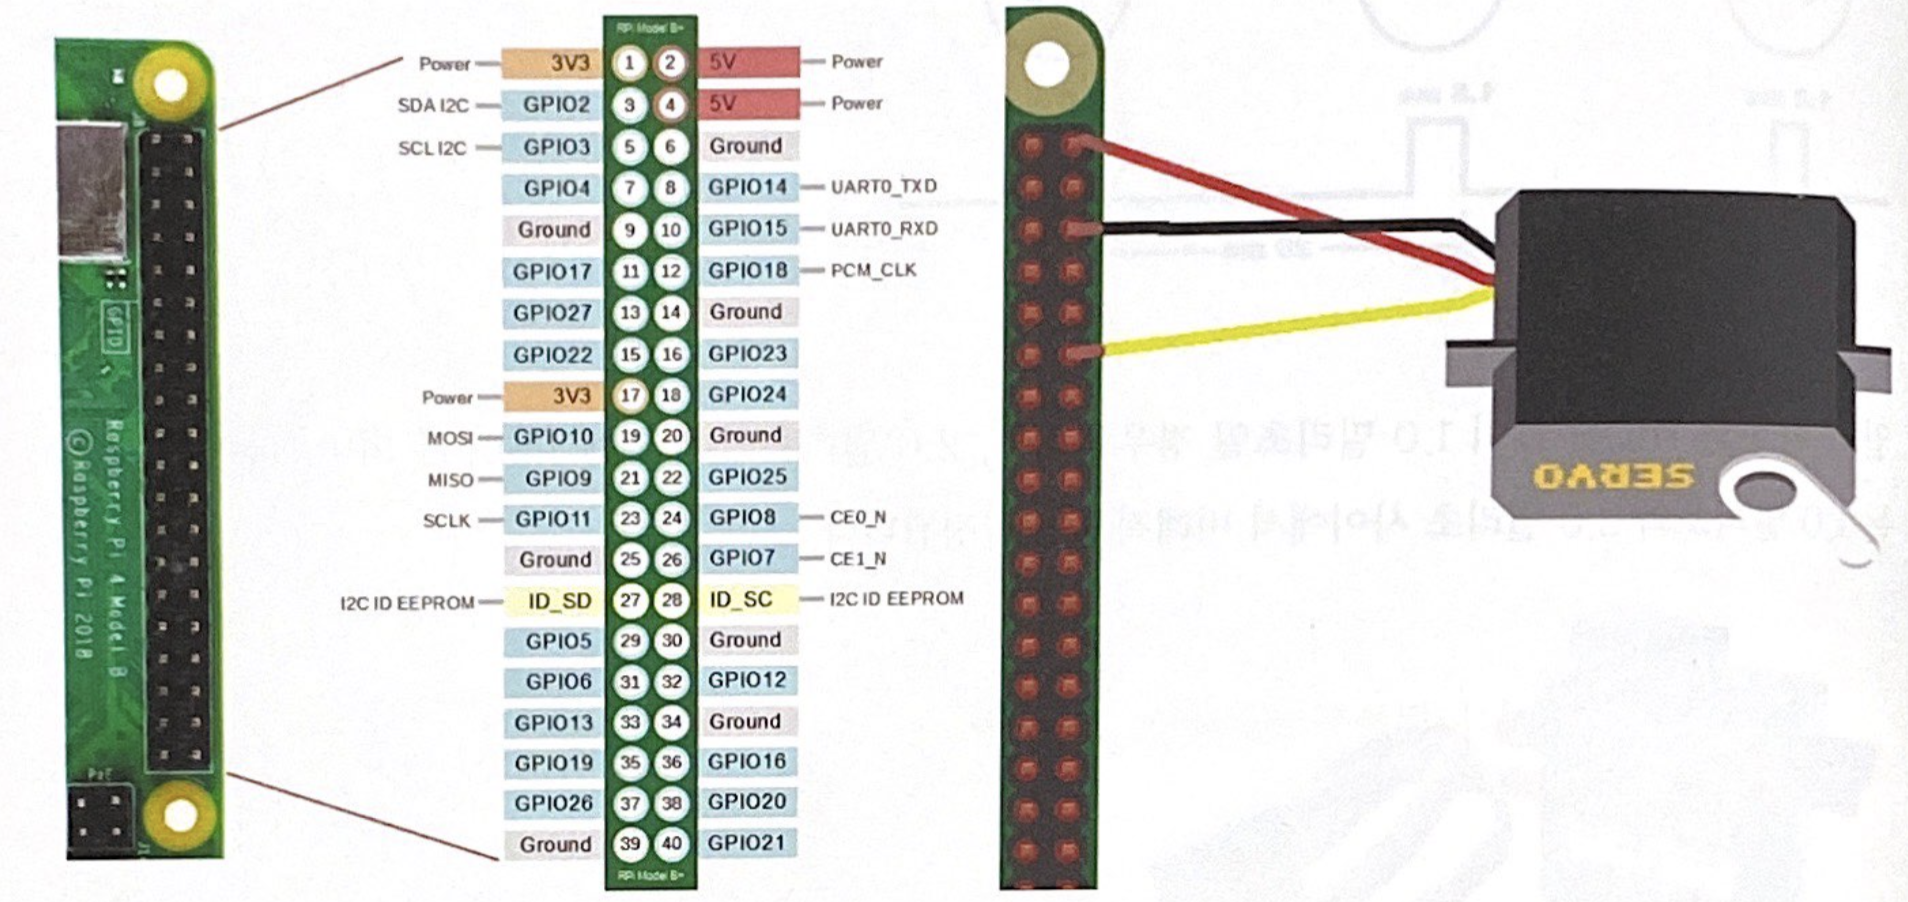 RPi Model B+
Power 3V3 1 2 5V Power
SDA I2C GPIO2 3 4 5V Power
SCL I2C GPIO3 5 6 Ground
GPIO4 7 8 GPIO14 UART0_TXD
Ground 9 10 GPIO15 UART0_RXD
GPIO17 11 12 GPIO18 PCM_CLK
GPIO27 13 14 Ground
GPIO22 15 16 GPIO23
Power 3V3 17 18 GPIO24
MOSI GPIO10 19 20 Ground
MISO GPIO9 21 22 GPIO25
SCLK GPIO11 23 24 GPIO8 CE0_N
Ground 25 26 GPIO7 CE1_N
I2C ID EEPROM ID_SD 27 28 ID_SC I2C ID EEPROM
GPIO5 29 30 Ground
GPIO6 31 32 GPIO12
GPIO13 33 34 Ground
GPIO19 35 36 GPIO16
GPIO26 37 38 GPIO20
Ground 39 40 GPIO21
RPi Model B+
GPIO
Raspberry Pi 4 Model B
© Raspberry Pi 2018
PoE
J1
SERVO